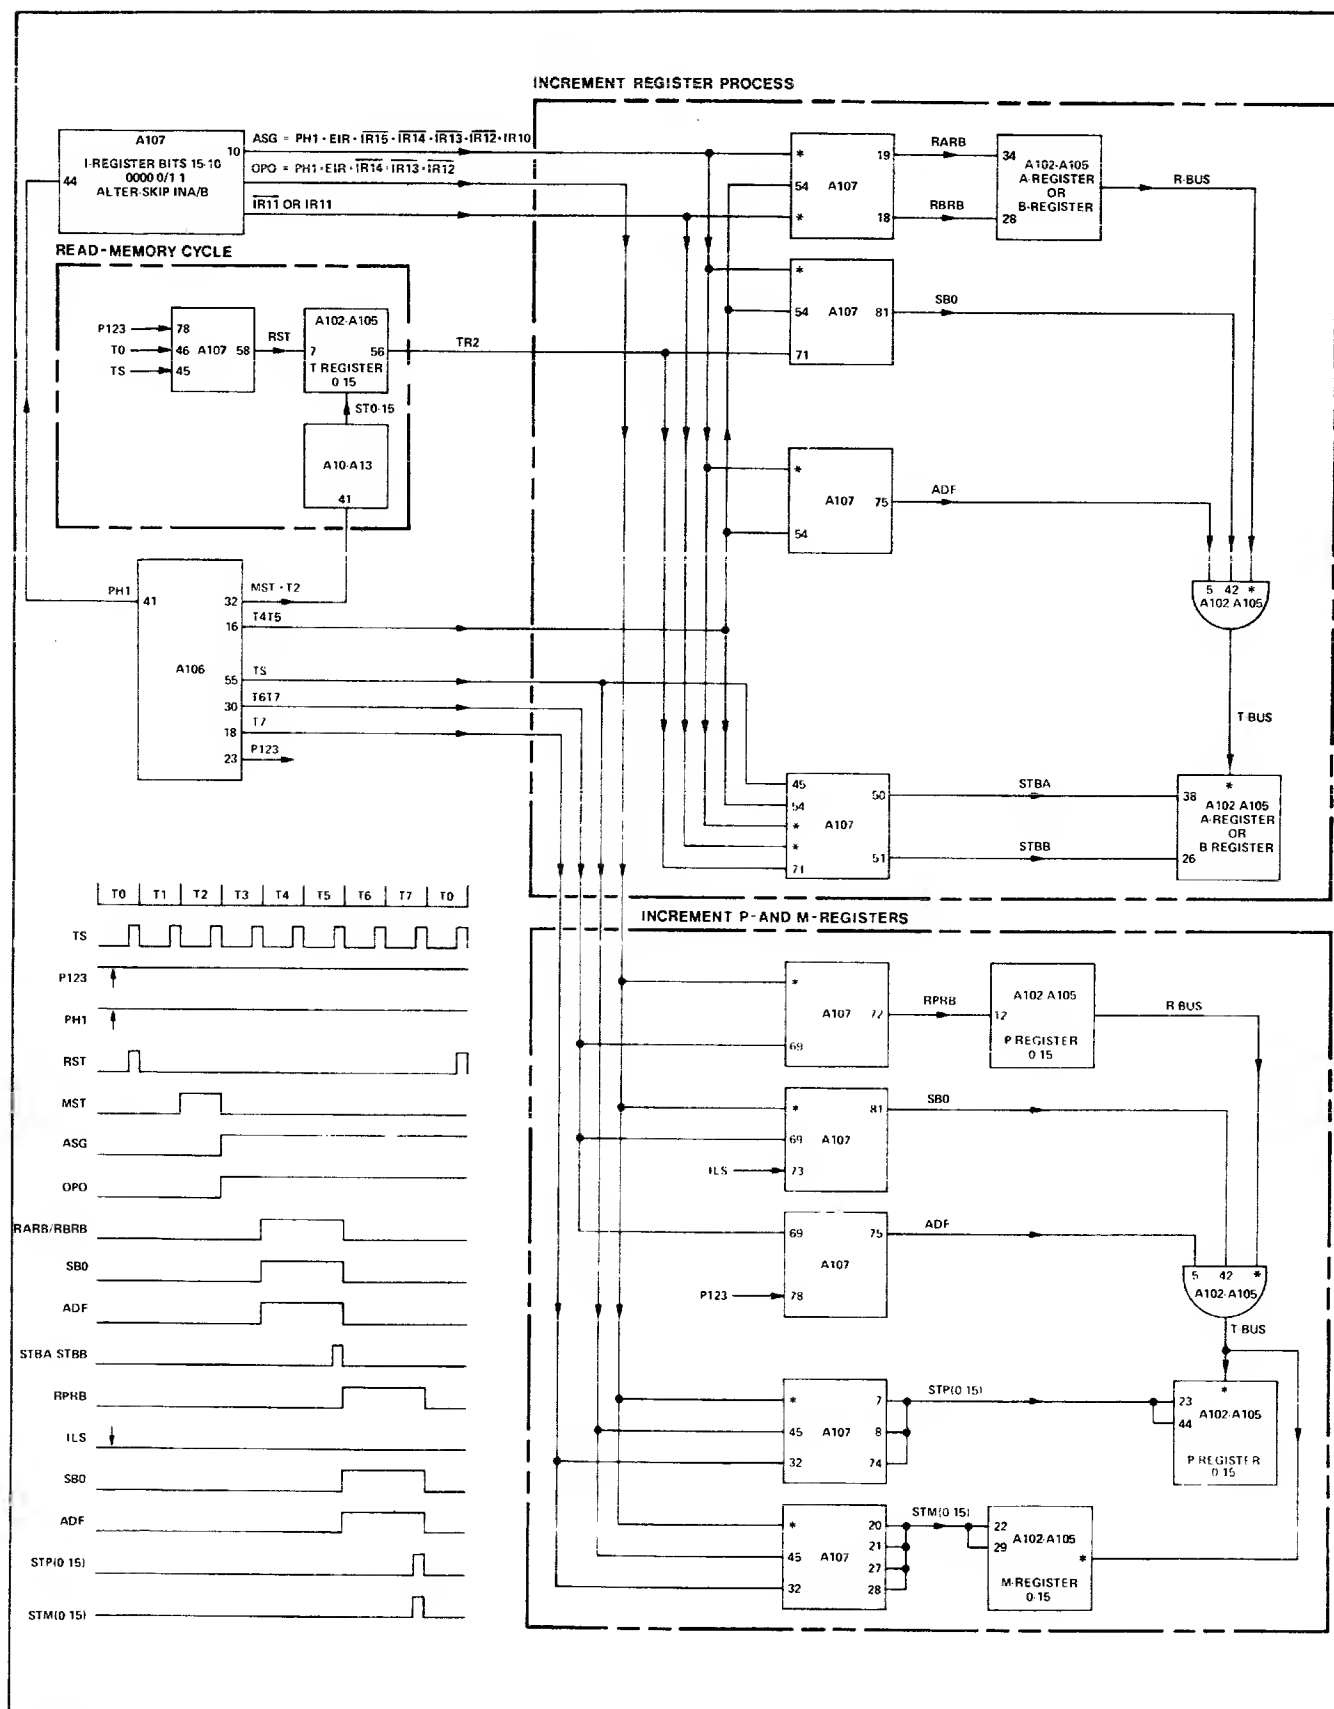 INCREMENT REGISTER PROCESS
A107
I-REGISTER BITS 15-10
0000 0/1 1
ALTER-SKIP INA/B
44
10
ASG = PH1 · EIR · IR15 · IR14 · IR13 · IR12 · IR10
OPO = PH1 · EIR · IR14 · IR13 · IR12
IR11 OR IR11
*
54
*
A107
19
18
RARB
RBRB
34
28
A102-A105
A-REGISTER
OR
B-REGISTER
R-BUS
READ-MEMORY CYCLE
P123
T0
TS
78
46
45
A107
58
RST
A102-A105
7
56
T REGISTER
0-15
TR2
ST0-15
A10-A13
41
*
54
71
A107
81
SB0
*
54
A107
75
ADF
5 42 *
A102 A105
T-BUS
PH1
41
A106
32
16
55
30
18
23
MST · T2
T4T5
TS
T6T7
T7
P123
45
54
*
*
71
A107
50
51
STBA
STBB
*
38
26
A102 A105
A-REGISTER
OR
B REGISTER
INCREMENT P- AND M-REGISTERS
*
69
A107
72
RPRB
12
A102 A105
P REGISTER
0 15
R BUS
*
69
73
ILS
A107
81
SB0
69
78
P123
A107
75
ADF
5 42 *
A102-A105
T-BUS
*
45
32
A107
7
8
74
STP(0 15)
*
23
44
A102-A105
P REGISTER
0-15
*
45
32
A107
20
21
27
28
STM(0 15)
22
29
A102-A105
*
M-REGISTER
0-15
T0 T1 T2 T3 T4 T5 T6 T7 T0
TS
P123
PH1
RST
MST
ASG
OPO
RARB/RBRB
SB0
ADF
STBA STBB
RPRB
ILS
SB0
ADF
STP(0 15)
STM(0 15)